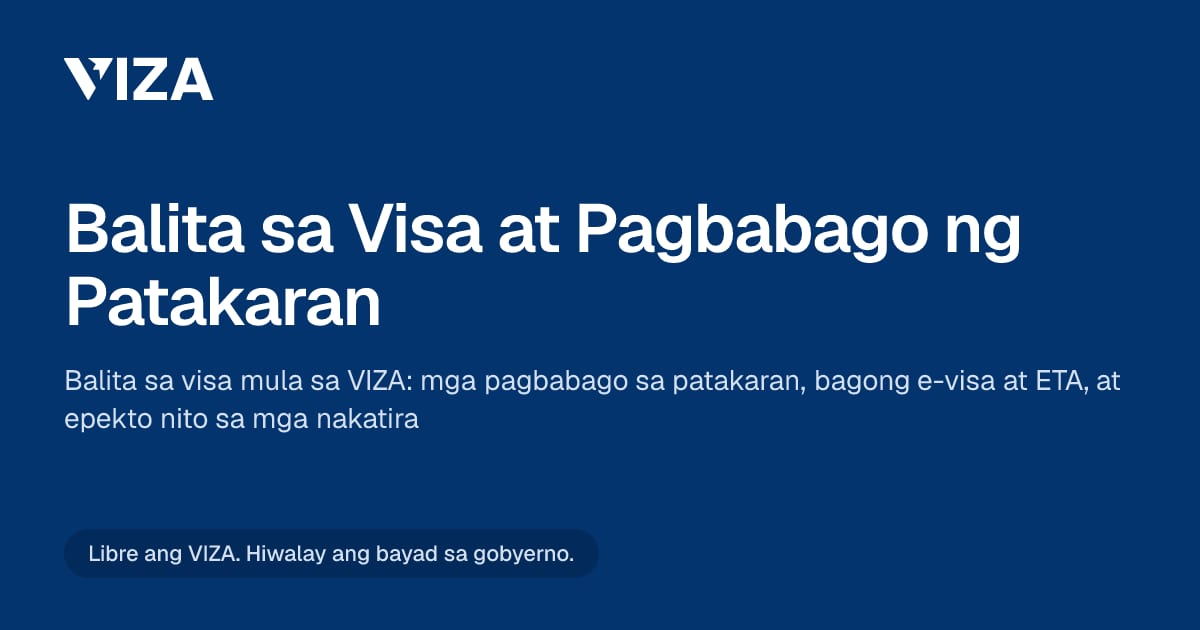 VIZA
Balita sa Visa at Pagbabago ng
Patakaran
Balita sa visa mula sa VIZA: mga pagbabago sa patakaran, bagong e-visa at ETA, at
epekto nito sa mga nakatira
Libre ang VIZA. Hiwalay ang bayad sa gobyerno.